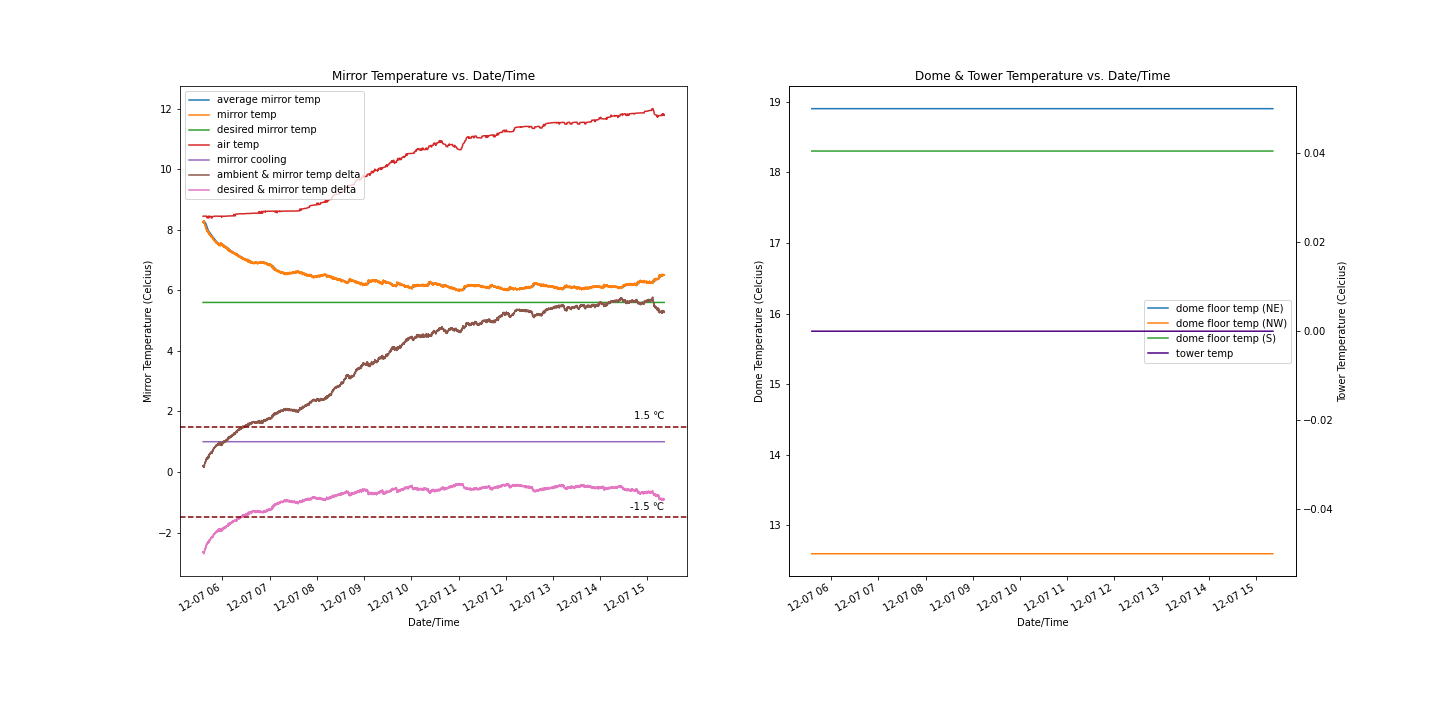 Mirror Temperature vs. Date/Time
average mirror temp
mirror temp
desired mirror temp
air temp
mirror cooling
ambient & mirror temp delta
desired & mirror temp delta
12
10
8
6
4
2
0
−2
Mirror Temperature (Celcius)
1.5 °C
-1.5 °C
12-07 06
12-07 07
12-07 08
12-07 09
12-07 10
12-07 11
12-07 12
12-07 13
12-07 14
12-07 15
Date/Time
Dome & Tower Temperature vs. Date/Time
19
18
17
16
15
14
13
Dome Temperature (Celcius)
dome floor temp (NE)
dome floor temp (NW)
dome floor temp (S)
tower temp
0.04
0.02
0.00
−0.02
−0.04
Tower Temperature (Celcius)
12-07 06
12-07 07
12-07 08
12-07 09
12-07 10
12-07 11
12-07 12
12-07 13
12-07 14
12-07 15
Date/Time